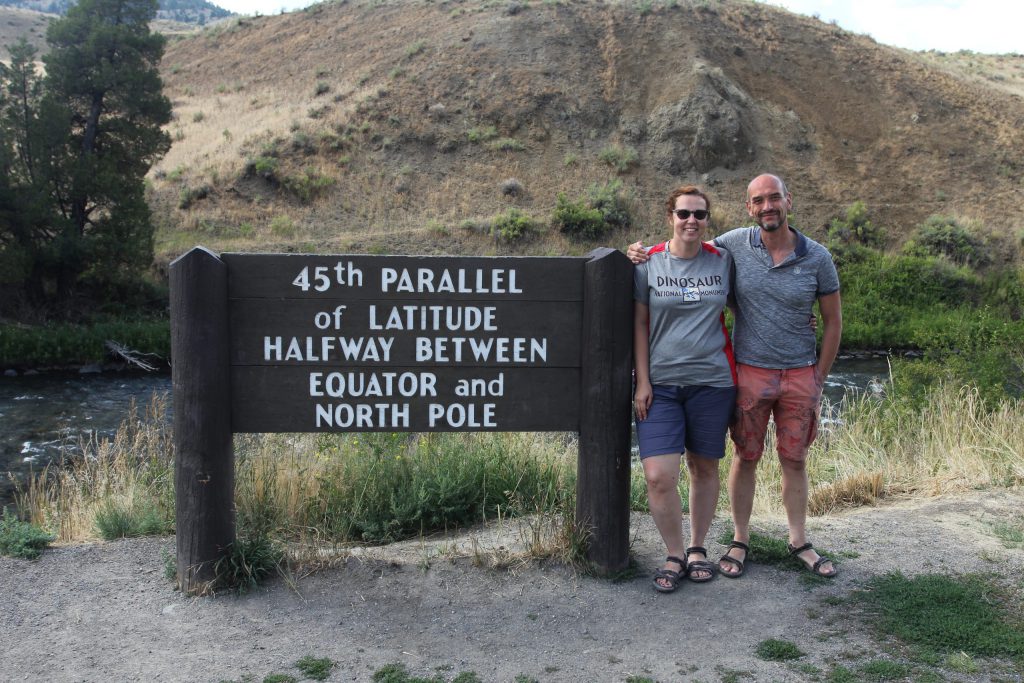 45th PARALLEL
of LATITUDE
HALFWAY BETWEEN
EQUATOR and
NORTH POLE
DINOSAUR
NATIONAL MONUMENT